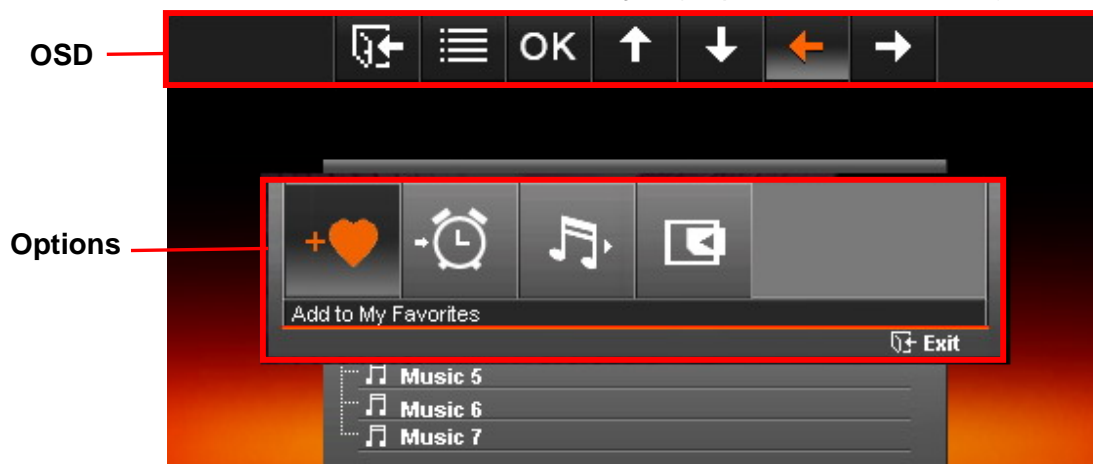 OSD
OK
Options
Add to My Favorites
Exit
Music 5
Music 6
Music 7